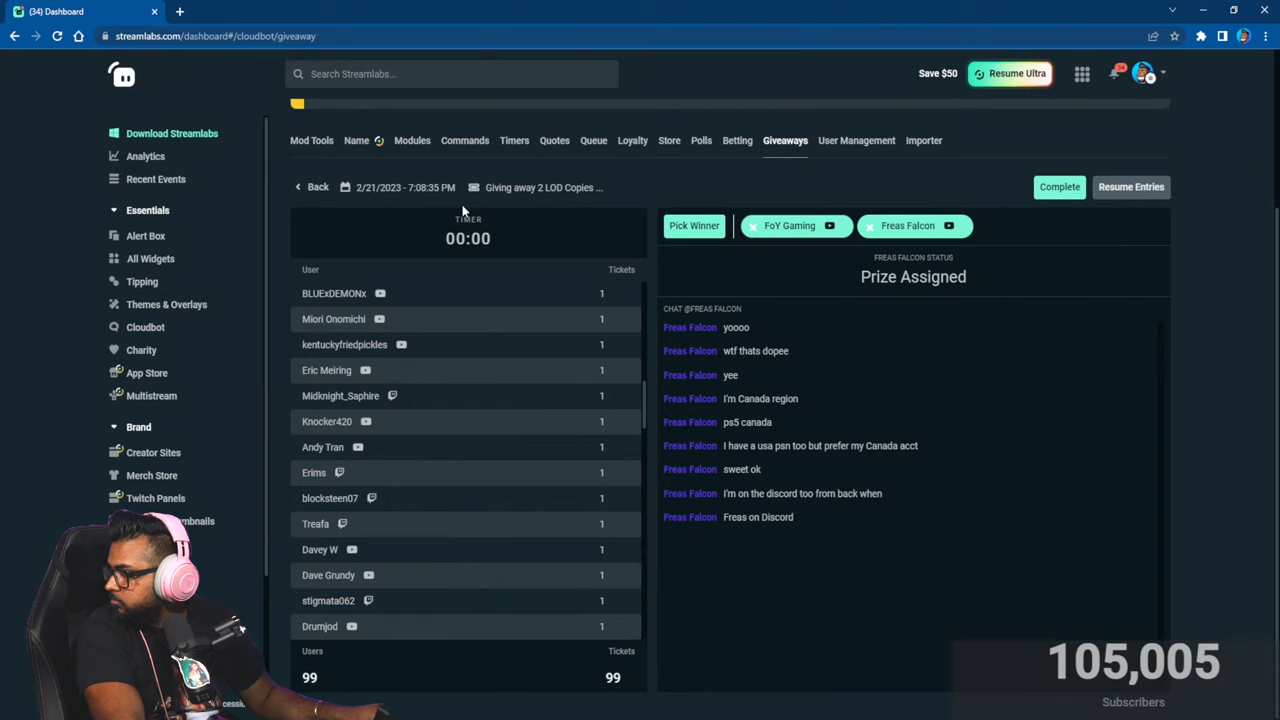 (34) Dashboard
streamlabs.com/dashboard#/cloudbot/giveaway
Search Streamlabs...
Save $50
Resume Ultra
34
Download Streamlabs
Analytics
Recent Events
Essentials
Alert Box
All Widgets
Tipping
Themes & Overlays
Cloudbot
Charity
App Store
Multistream
Brand
Creator Sites
Merch Store
Twitch Panels
Mod Tools
Name
Modules
Commands
Timers
Quotes
Queue
Loyalty
Store
Polls
Betting
Giveaways
User Management
Importer
Back
2/21/2023 - 7:08:35 PM
Giving away 2 LOD Copies ...
Complete
Resume Entries
TIMER
00:00
User Tickets
BLUExDEMONx 1
Miori Onomichi 1
kentuckyfriedpickles 1
Eric Meiring 1
Midknight_Saphire 1
Knocker420 1
Andy Tran 1
Erims 1
blocksteen07 1
Treafa 1
Davey W 1
Dave Grundy 1
stigmata062 1
Drumjod 1
Users Tickets
99 99
Pick Winner
FoY Gaming
Freas Falcon
FREAS FALCON STATUS
Prize Assigned
CHAT @FREAS FALCON
Freas Falcon yoooo
Freas Falcon wtf thats dopee
Freas Falcon yee
Freas Falcon I'm Canada region
Freas Falcon ps5 canada
Freas Falcon I have a usa psn too but prefer my Canada acct
Freas Falcon sweet ok
Freas Falcon I'm on the discord too from back when
Freas Falcon Freas on Discord
105,005
Subscribers